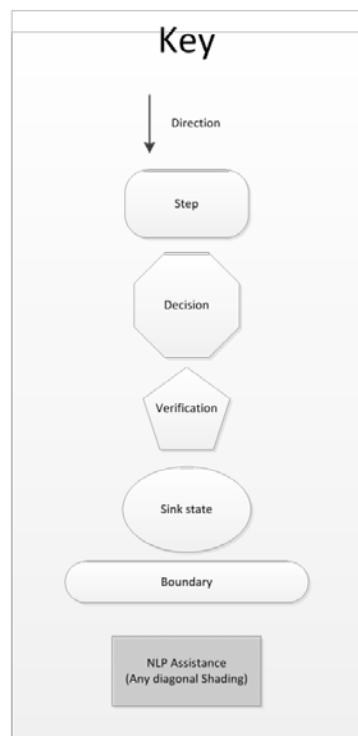 Key
Direction
Step
Decision
Verification
Sink state
Boundary
NLP Assistance
(Any diagonal Shading)